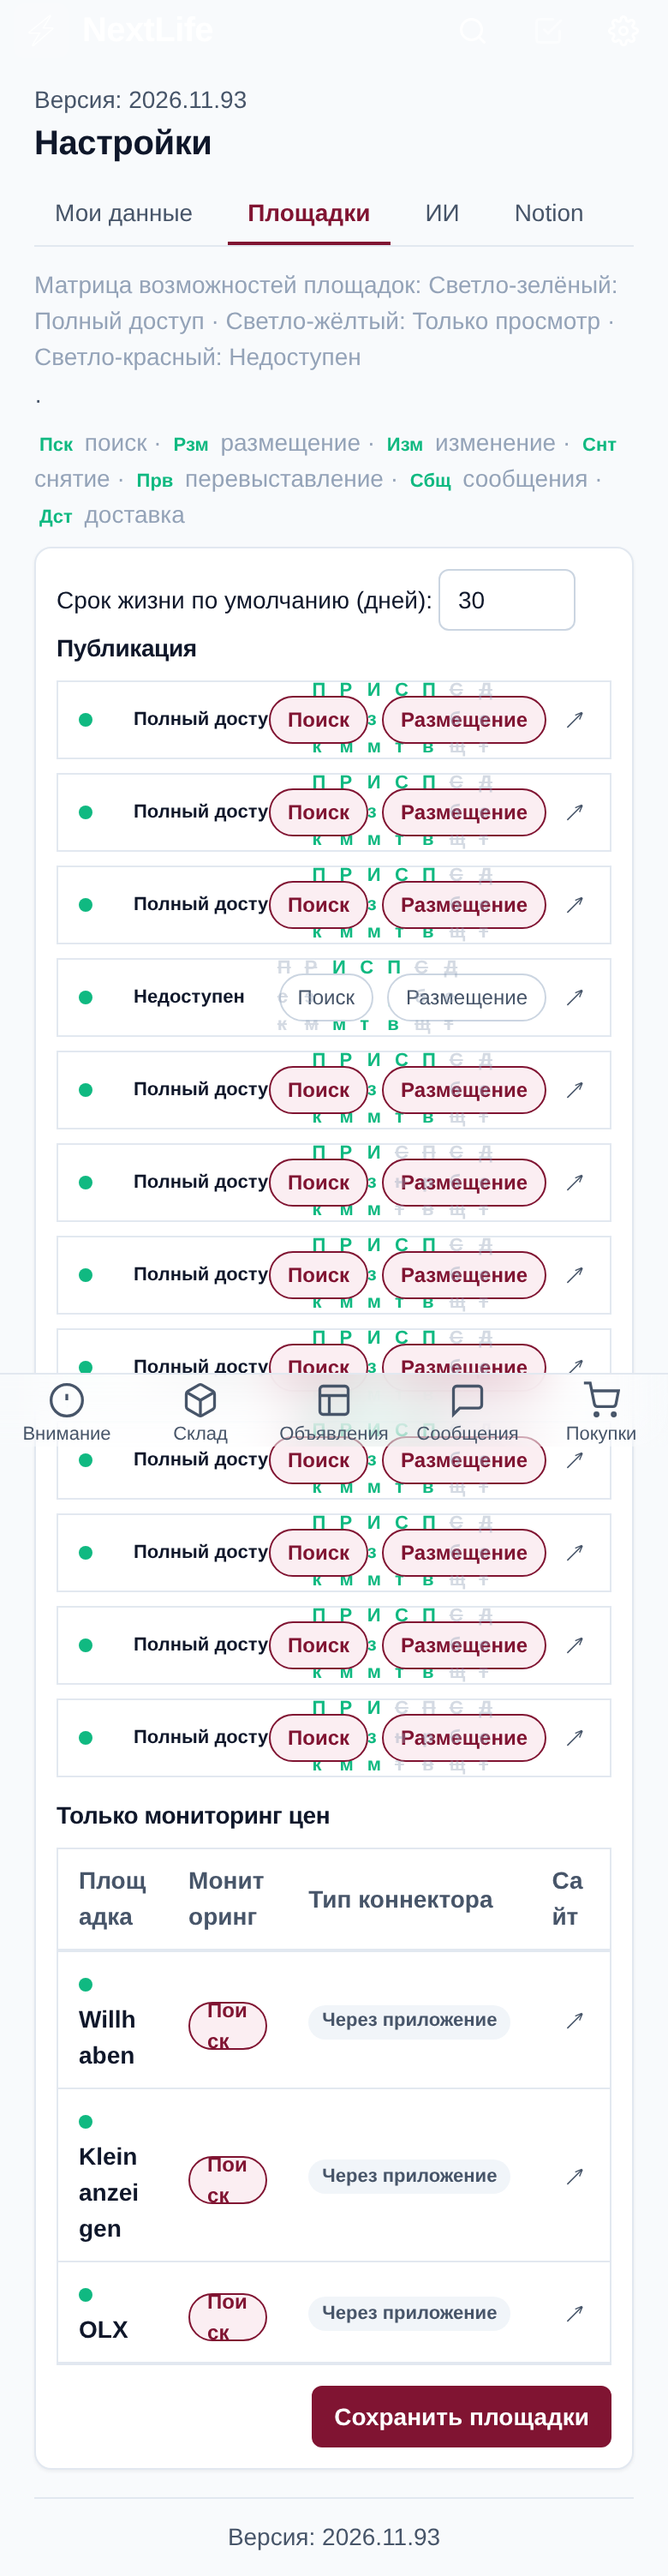 NextLife
Версия: 2026.11.93
Настройки
Мои данные Площадки ИИ Notion
Матрица возможностей площадок: Светло-зелёный:
Полный доступ · Светло-жёлтый: Только просмотр ·
Светло-красный: Недоступен
.
Пск поиск · Рзм размещение · Изм изменение · Снт
снятие · Прв перевыставление · Сбщ сообщения ·
Дст доставка
Срок жизни по умолчанию (дней): 30
Публикация
Полный досту Поиск Размещение
Полный досту Поиск Размещение
Полный досту Поиск Размещение
Недоступен Поиск Размещение
Полный досту Поиск Размещение
Полный досту Поиск Размещение
Полный досту Поиск Размещение
Полный досту Поиск Размещение
Внимание Склад Объявления Сообщения Покупки
Полный досту Поиск Размещение
Полный досту Поиск Размещение
Полный досту Поиск Размещение
Полный досту Поиск Размещение
Только мониторинг цен
Площ Монит Тип коннектора Са
адка оринг йт
Willh Пои Через приложение
aben ск
Klein Пои Через приложение
anzei ск
gen
OLX Пои Через приложение
ск
Сохранить площадки
Версия: 2026.11.93